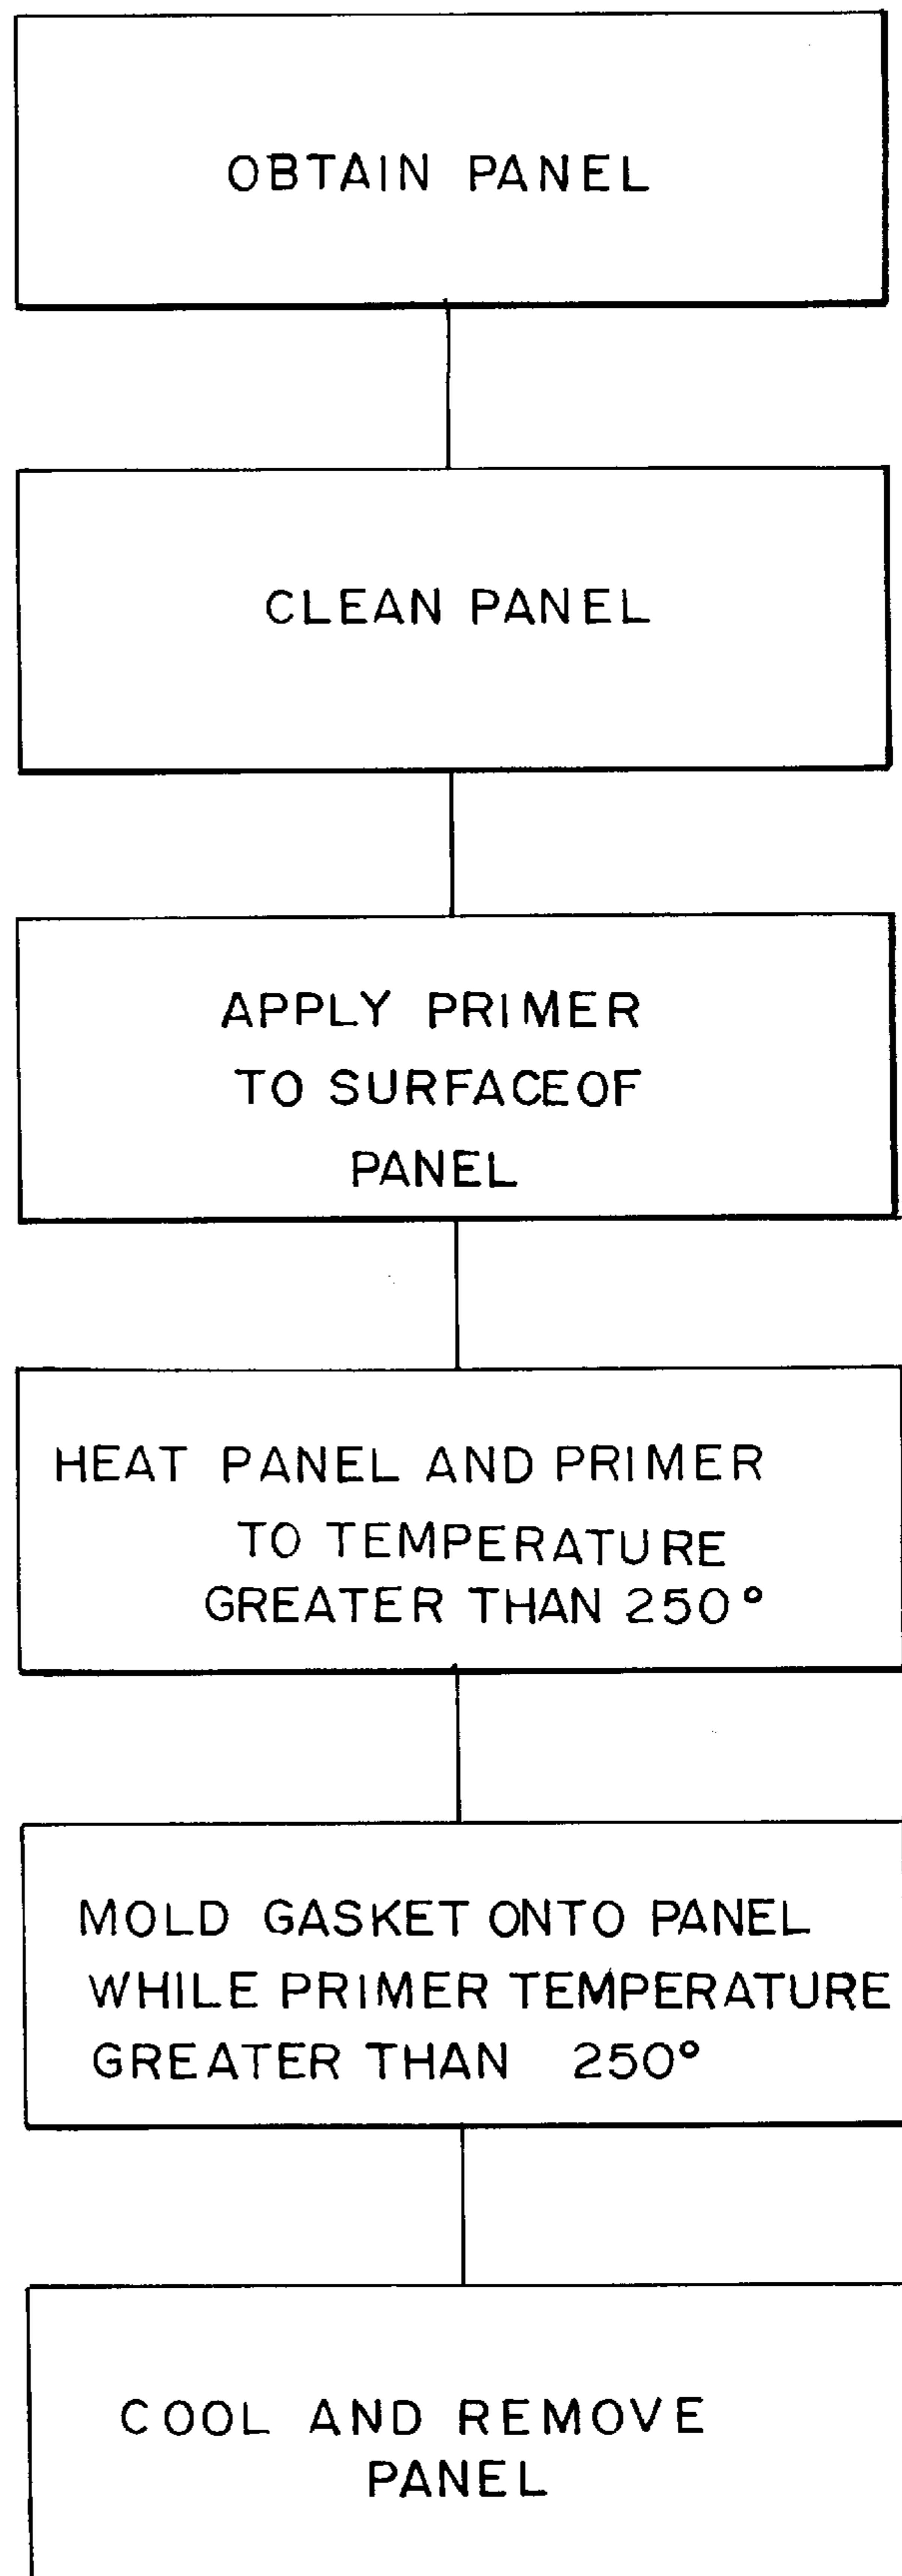 OBTAIN PANEL
CLEAN PANEL
APPLY PRIMER
TO SURFACEOF
PANEL
HEAT PANEL AND PRIMER
TO TEMPERATURE
GREATER THAN 250°
MOLD GASKET ONTO PANEL
WHILE PRIMER TEMPERATURE
GREATER THAN 250°
COOL AND REMOVE
PANEL